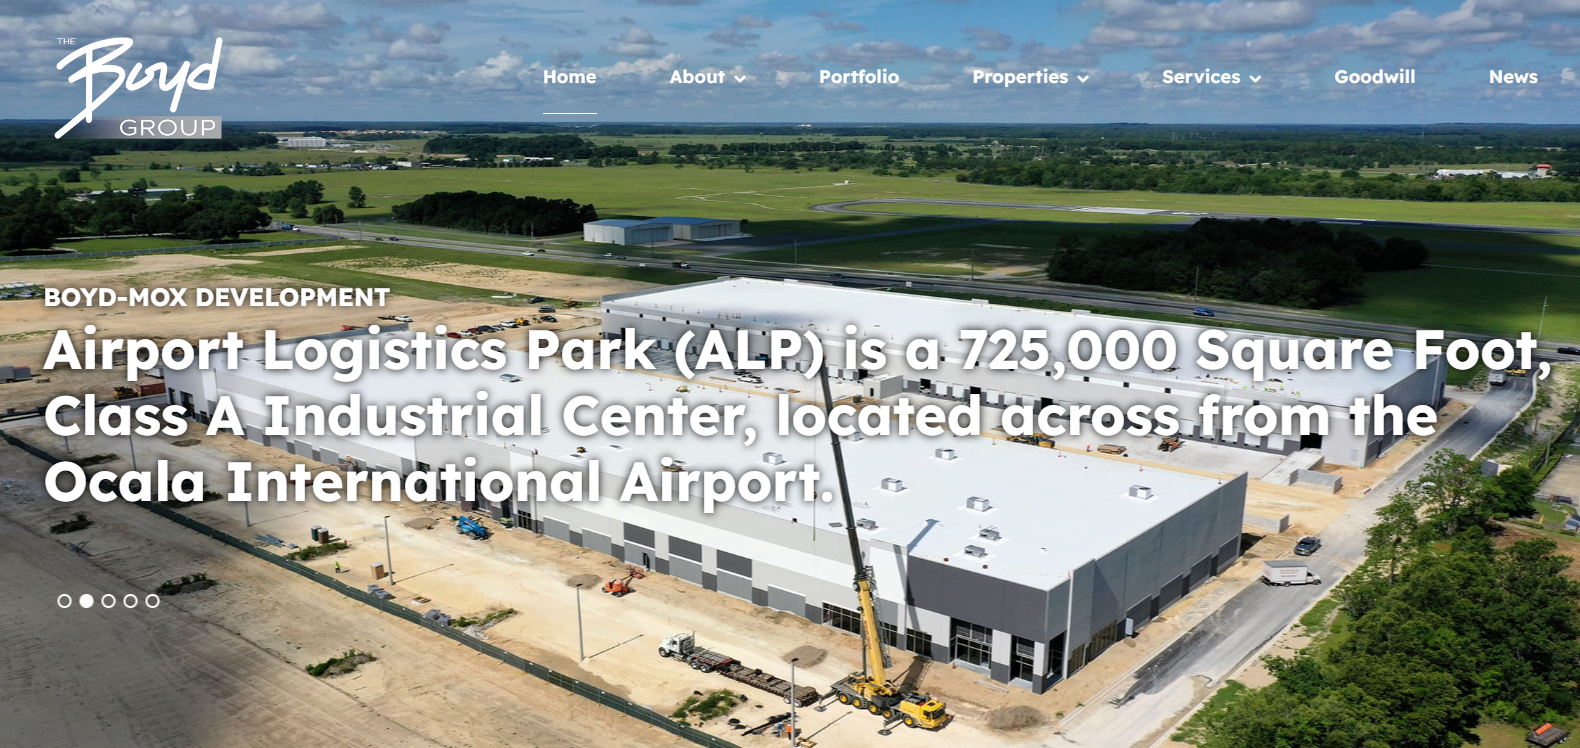 THE
Boyd
GROUP
Home About Portfolio Properties Services Goodwill News
BOYD-MOX DEVELOPMENT
Airport Logistics Park (ALP) is a 725,000 Square Foot,
Class A Industrial Center, located across from the
Ocala International Airport.